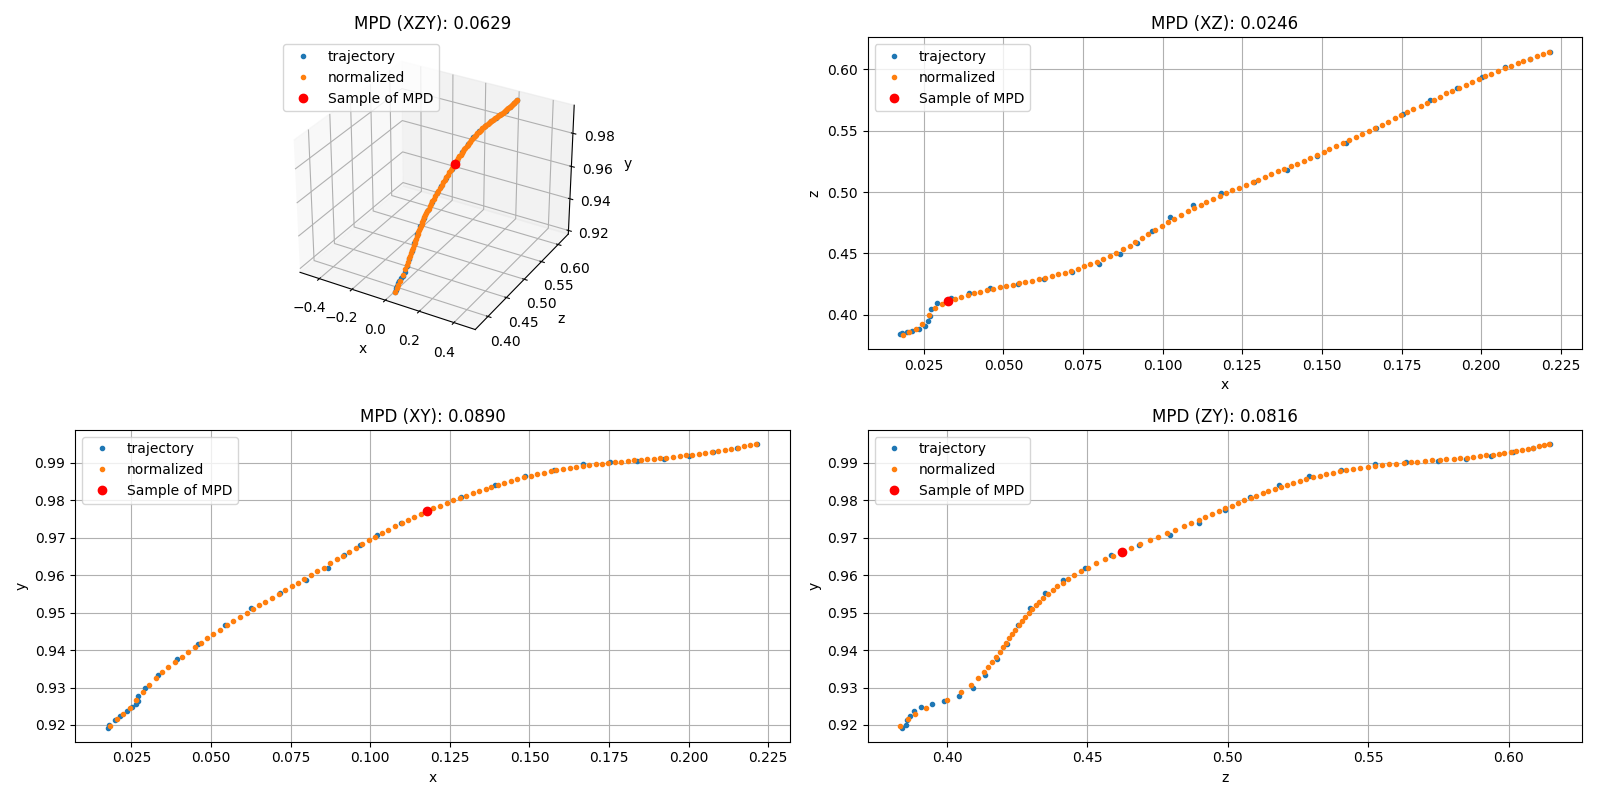 MPD (XZY): 0.0629
trajectory
normalized
Sample of MPD
0.98
0.96
0.94
0.92
y
−0.4
−0.2
0.0
0.2
0.4
x
0.40
0.45
0.50
0.55
0.60
z
MPD (XZ): 0.0246
trajectory
normalized
Sample of MPD
0.60
0.55
0.50
0.45
0.40
z
0.025 0.050 0.075 0.100 0.125 0.150 0.175 0.200 0.225
x
MPD (XY): 0.0890
trajectory
normalized
Sample of MPD
0.99
0.98
0.97
0.96
0.95
0.94
0.93
0.92
y
0.025 0.050 0.075 0.100 0.125 0.150 0.175 0.200 0.225
x
MPD (ZY): 0.0816
trajectory
normalized
Sample of MPD
0.99
0.98
0.97
0.96
0.95
0.94
0.93
0.92
y
0.40 0.45 0.50 0.55 0.60
z